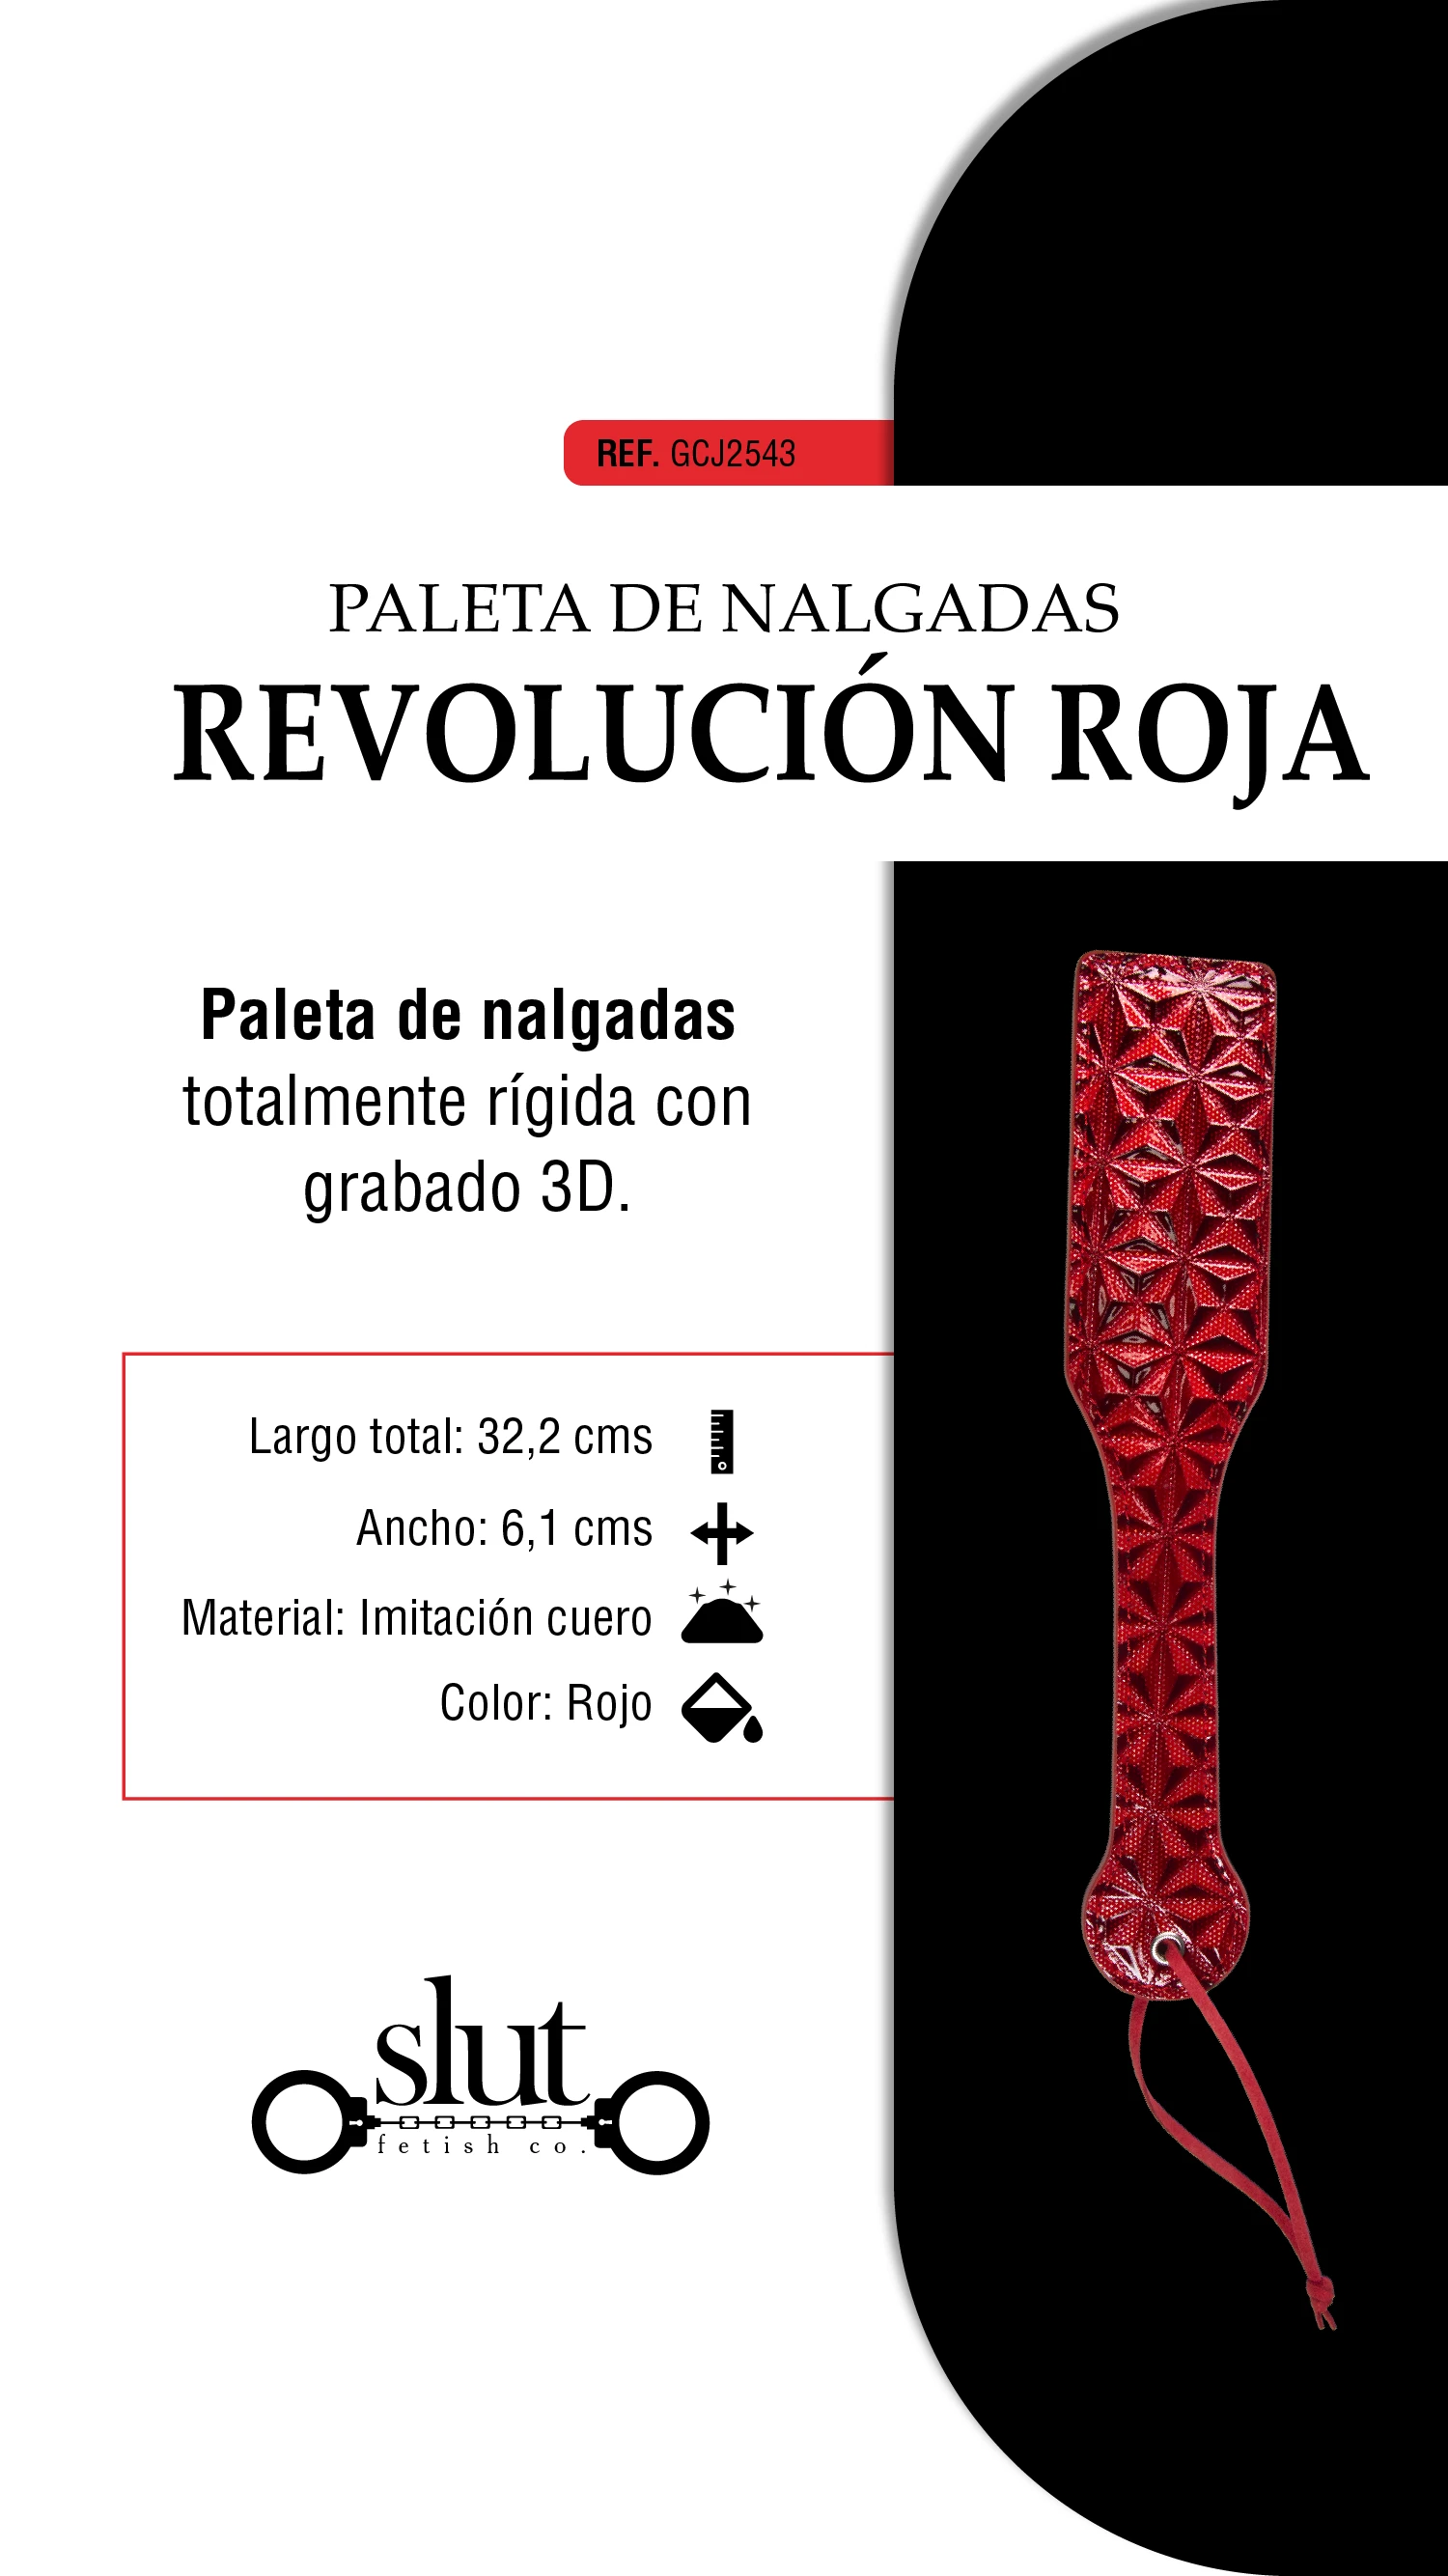 REF. GCJ2543
PALETA DE NALGADAS
REVOLUCIÓN ROJA
Paleta de nalgadas
totalmente rígida con
grabado 3D.
Largo total: 32,2 cms
Ancho: 6,1 cms
Material: Imitación cuero
Color: Rojo
slut
fetish co.